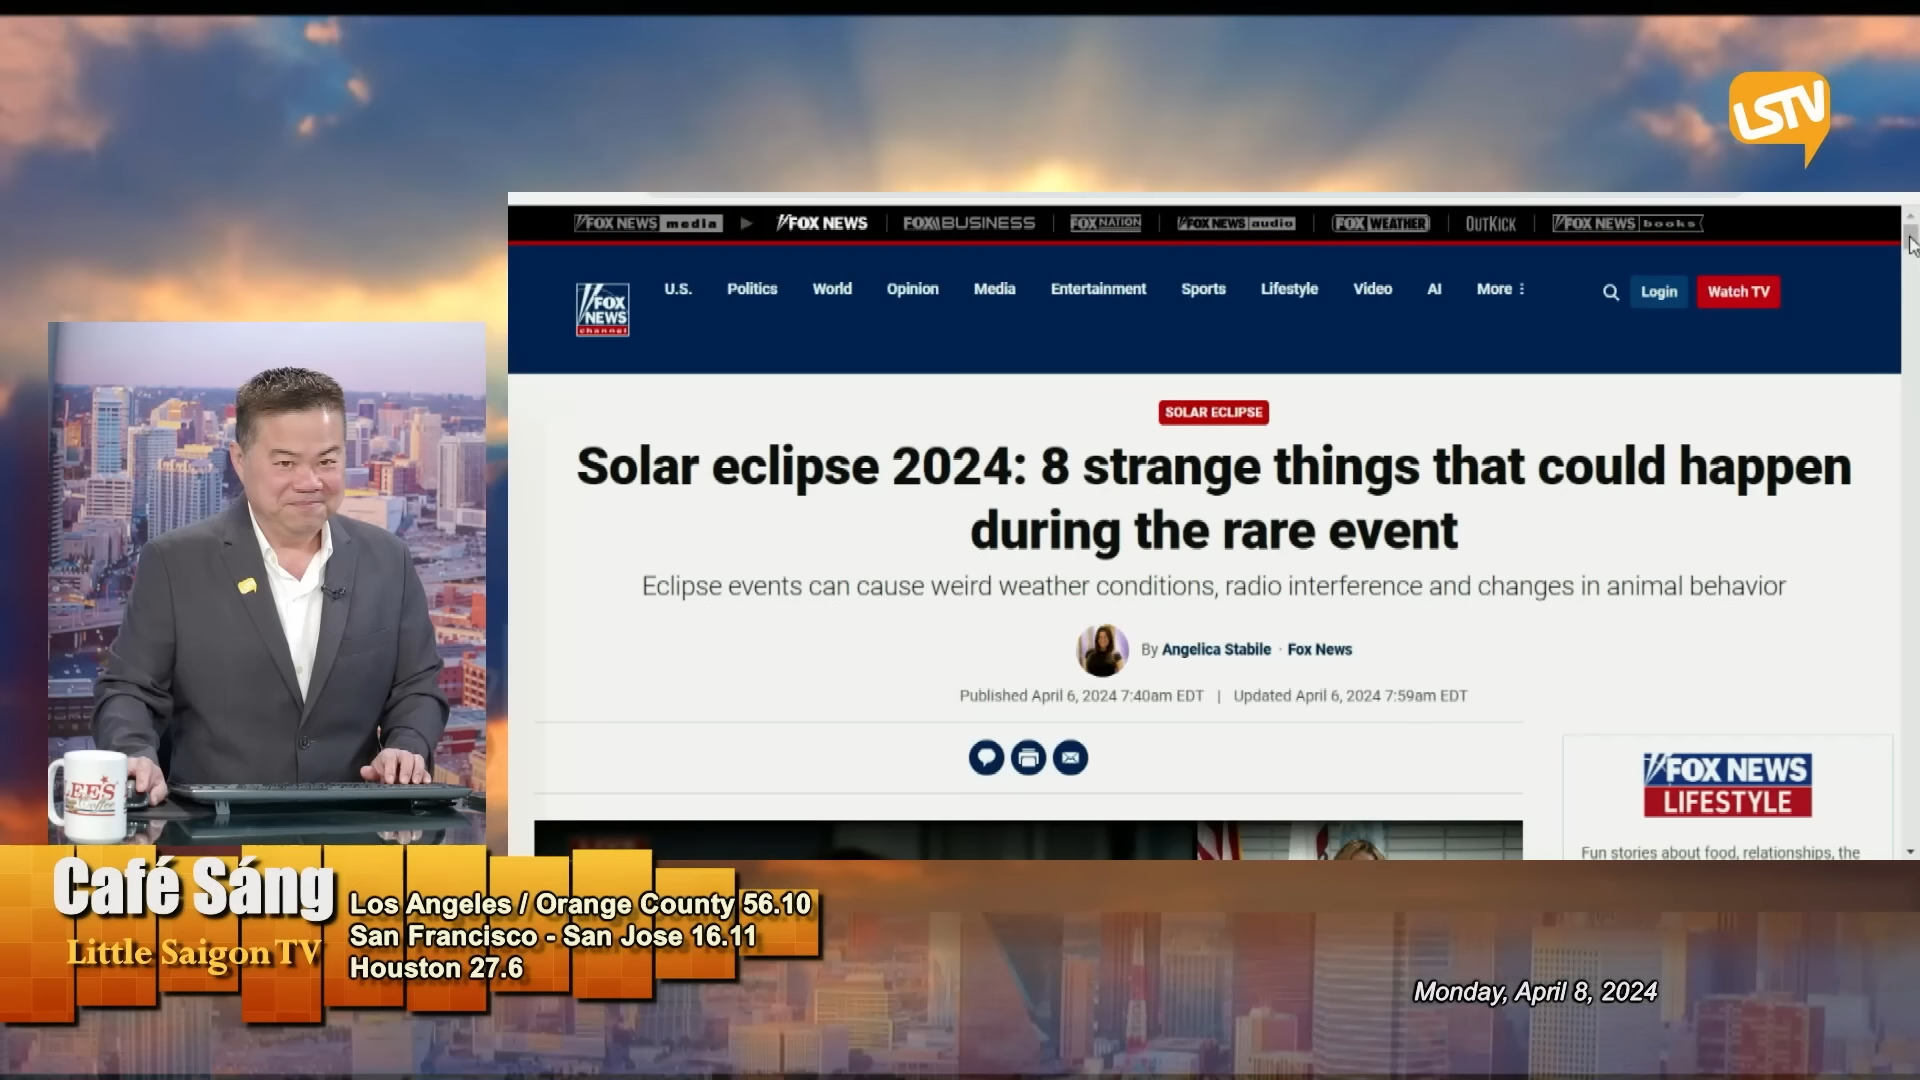 LSTV
FOX NEWS media
FOX NEWS
FOX BUSINESS
FOX NATION
FOX NEWS audio
FOX WEATHER
OUTKICK
FOX NEWS books
FOX
NEWS
channel
U.S.
Politics
World
Opinion
Media
Entertainment
Sports
Lifestyle
Video
AI
More
Login
Watch TV
SOLAR ECLIPSE
Solar eclipse 2024: 8 strange things that could happen
during the rare event
Eclipse events can cause weird weather conditions, radio interference and changes in animal behavior
By Angelica Stabile · Fox News
Published April 6, 2024 7:40am EDT | Updated April 6, 2024 7:59am EDT
FOX NEWS
LIFESTYLE
Fun stories about food, relationships, the
LEE'S
Coffee
Café Sáng
Little Saigon TV
Los Angeles / Orange County 56.10
San Francisco - San Jose 16.11
Houston 27.6
Monday, April 8, 2024